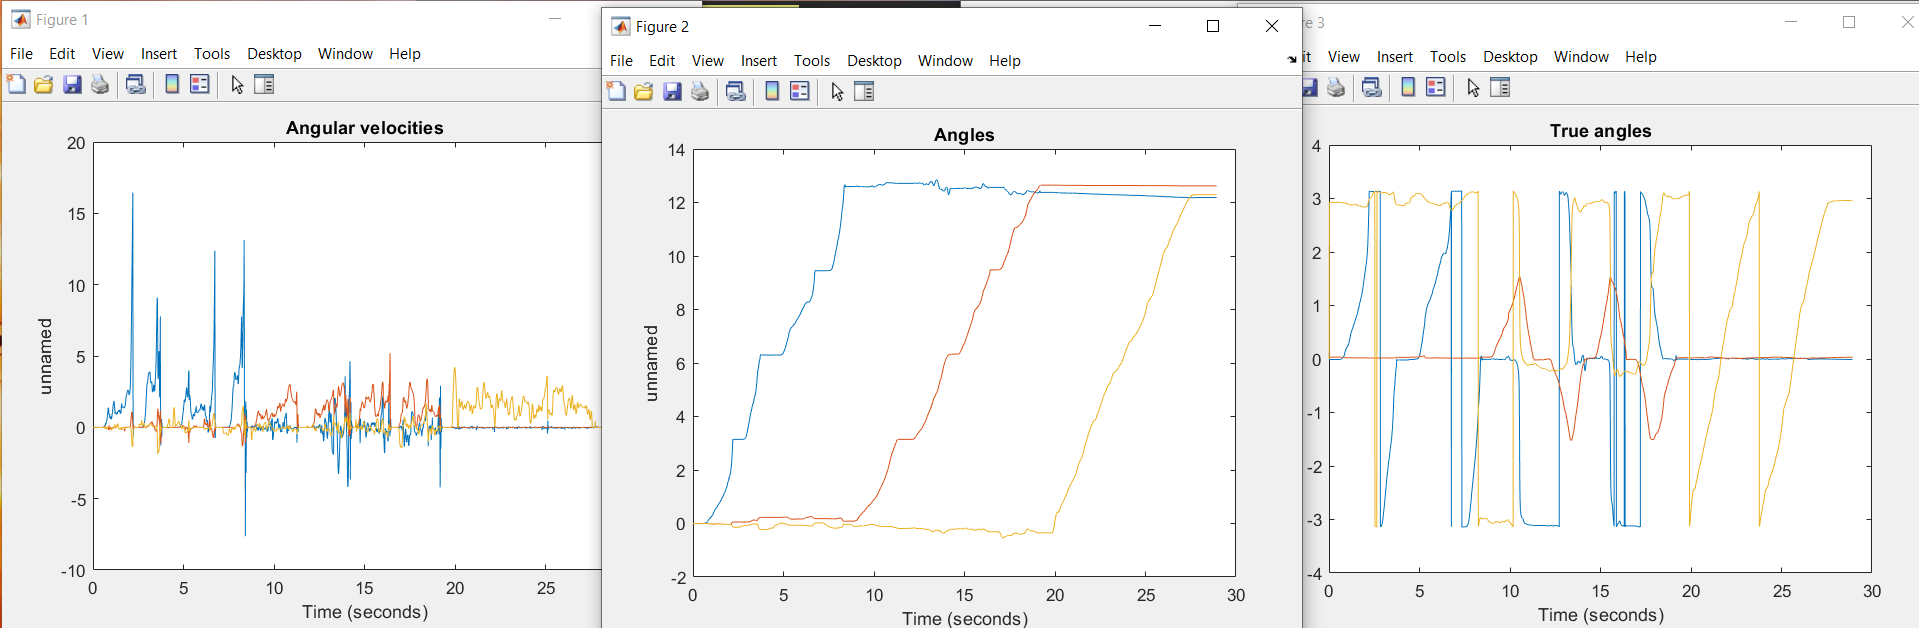 Figure 1
File Edit View Insert Tools Desktop Window Help
Angular velocities
20
15
10
5
0
-5
-10
unnamed
0 5 10 15 20 25
Time (seconds)
Figure 2
File Edit View Insert Tools Desktop Window Help
Angles
14
12
10
8
6
4
2
0
-2
unnamed
0 5 10 15 20 25 30
Time (seconds)
re 3
it View Insert Tools Desktop Window Help
True angles
4
3
2
1
0
-1
-2
-3
-4
0 5 10 15 20 25 30
Time (seconds)